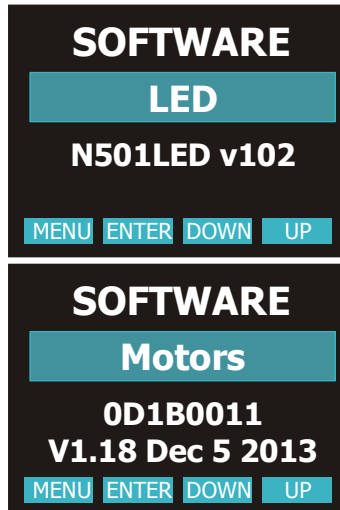 SOFTWARE
LED
N501LED v102
MENU ENTER DOWN UP
SOFTWARE
Motors
0D1B0011
V1.18 Dec 5 2013
MENU ENTER DOWN UP